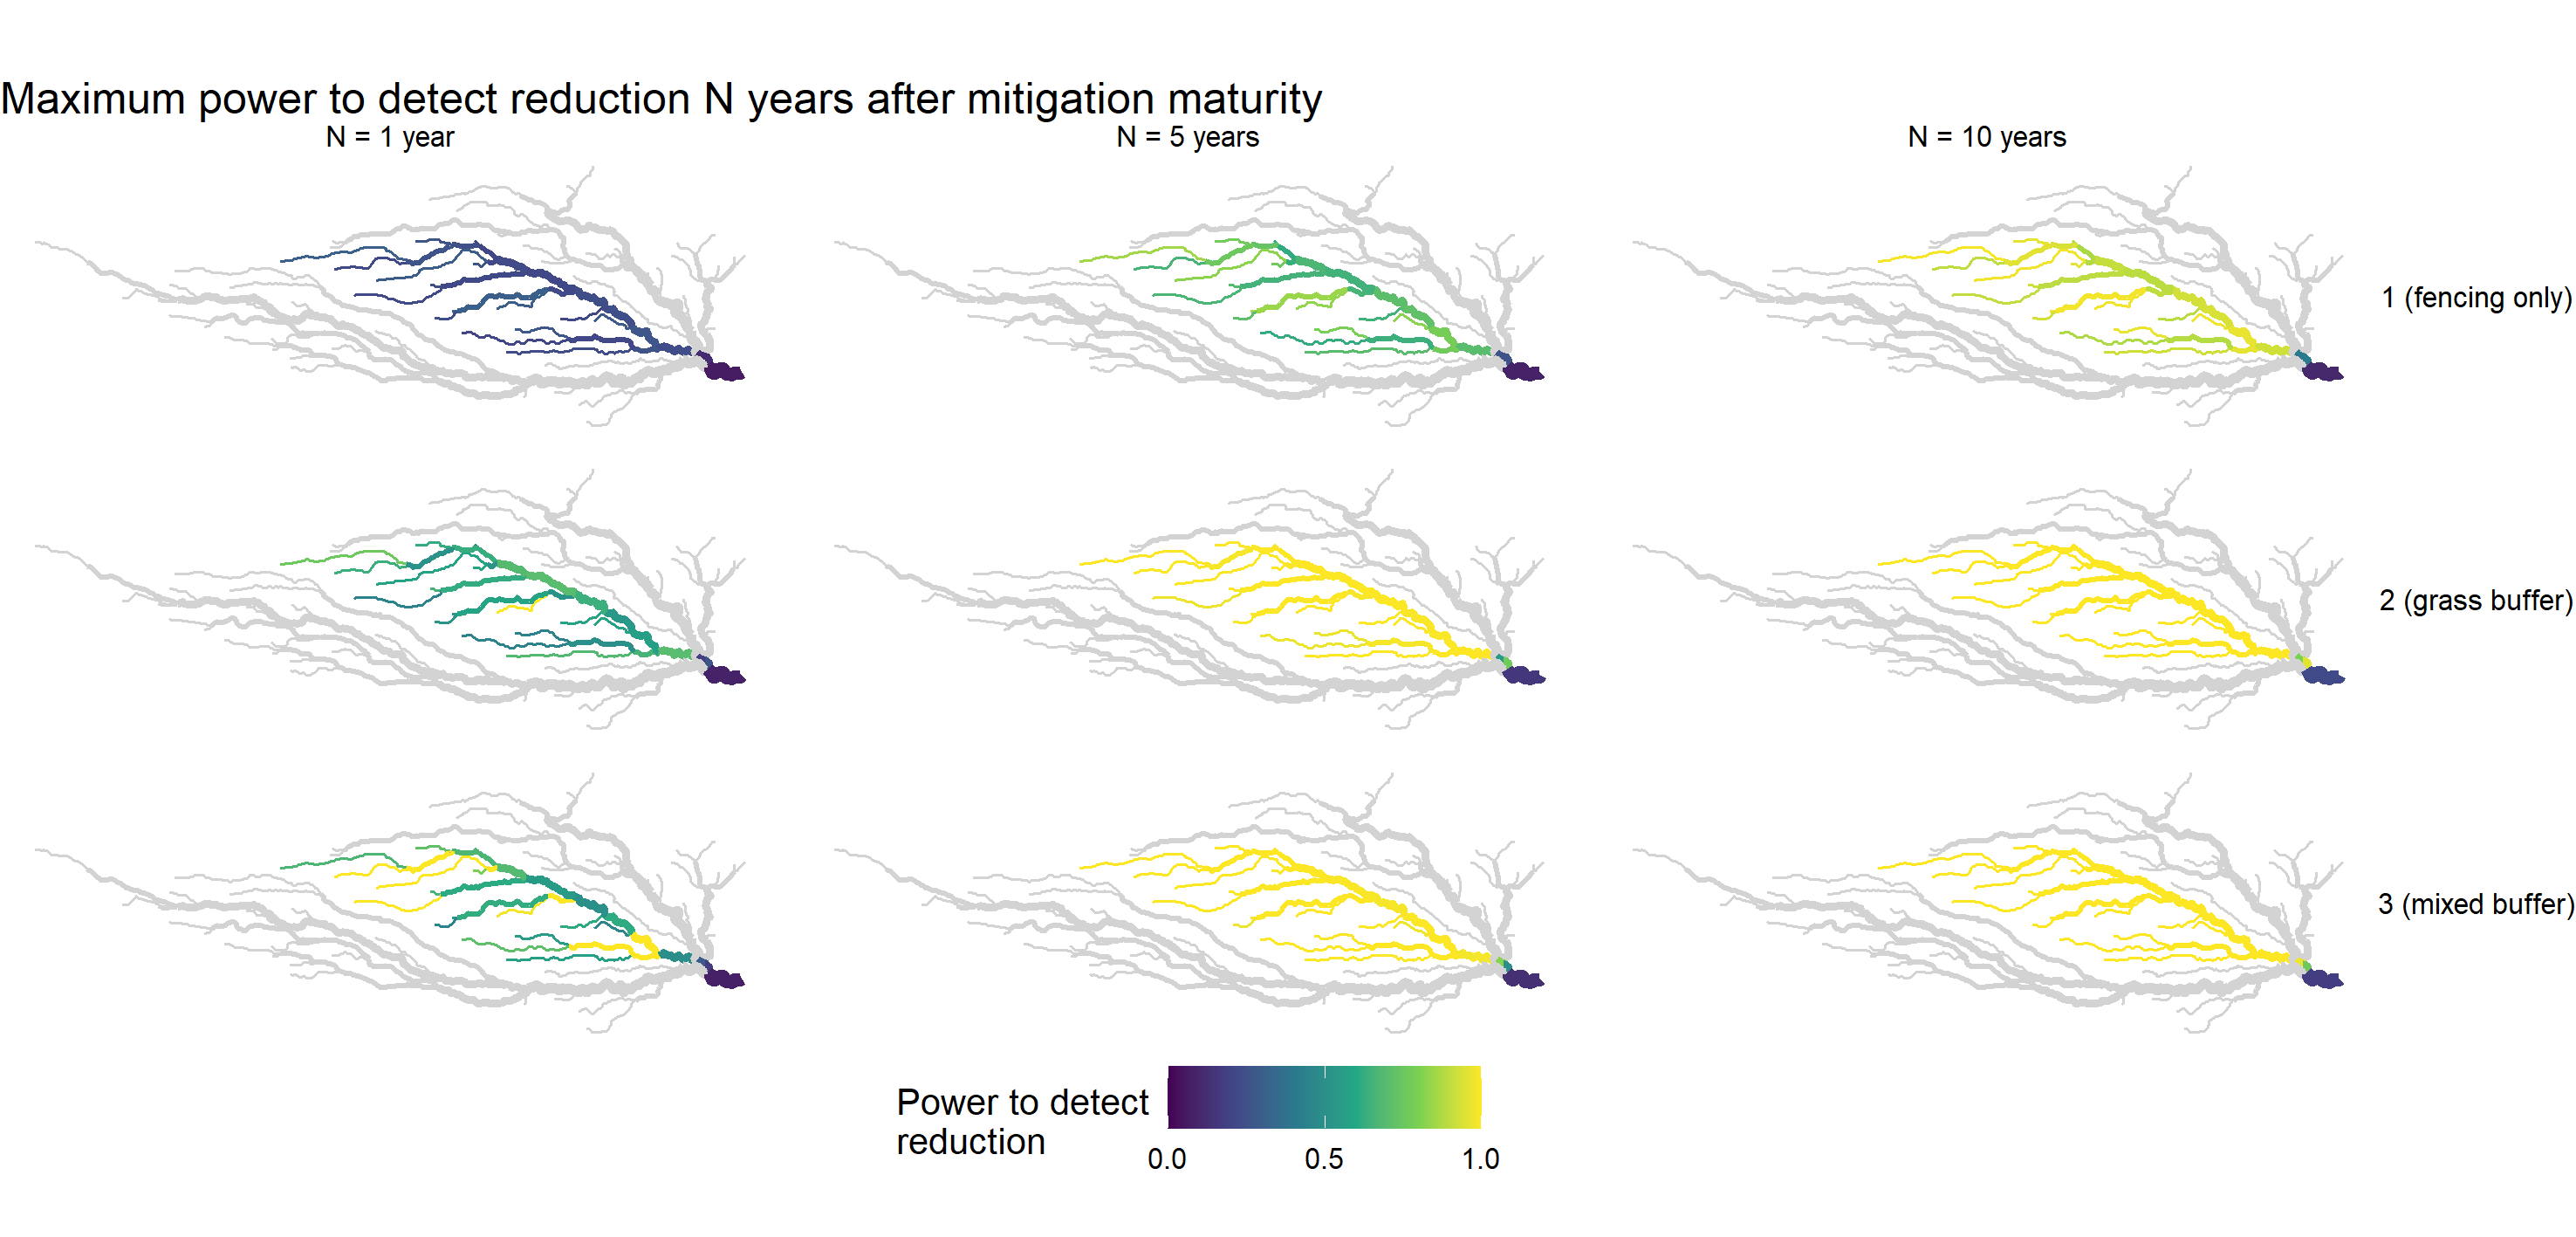 Maximum power to detect reduction N years after mitigation maturity
N = 1 year
N = 5 years
N = 10 years
1 (fencing only)
2 (grass buffer)
3 (mixed buffer)
Power to detect
reduction
0.0
0.5
1.0